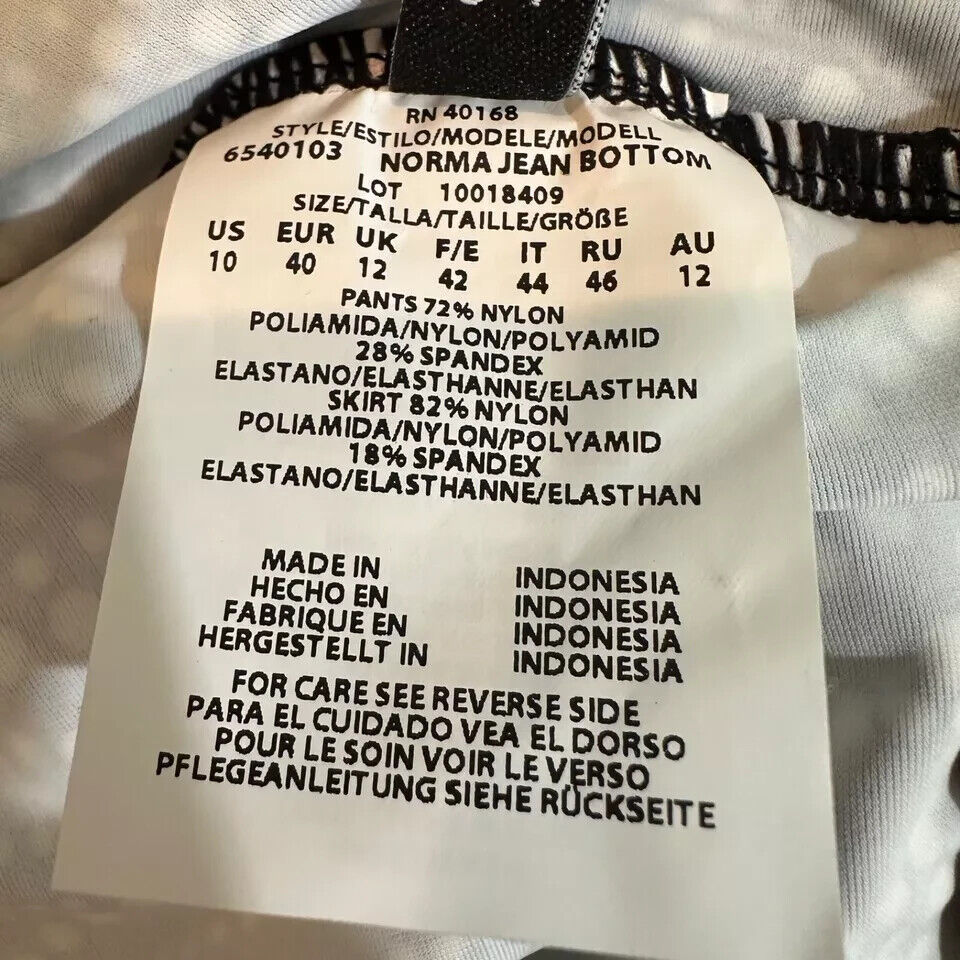 RN 40168
STYLE/ESTILO/MODELE/MODELL
6540103 NORMA JEAN BOTTOM
LOT 10018409
SIZE/TALLA/TAILLE/GRÖßE
US EUR UK F/E IT RU AU
10 40 12 42 44 46 12
PANTS 72% NYLON
POLIAMIDA/NYLON/POLYAMID
28% SPANDEX
ELASTANO/ELASTHANNE/ELASTHAN
SKIRT 82% NYLON
POLIAMIDA/NYLON/POLYAMID
18% SPANDEX
ELASTANO/ELASTHANNE/ELASTHAN
MADE IN INDONESIA
HECHO EN INDONESIA
FABRIQUE EN INDONESIA
HERGESTELLT IN INDONESIA
FOR CARE SEE REVERSE SIDE
PARA EL CUIDADO VEA EL DORSO
POUR LE SOIN VOIR LE VERSO
PFLEGEANLEITUNG SIEHE RÜCKSEITE